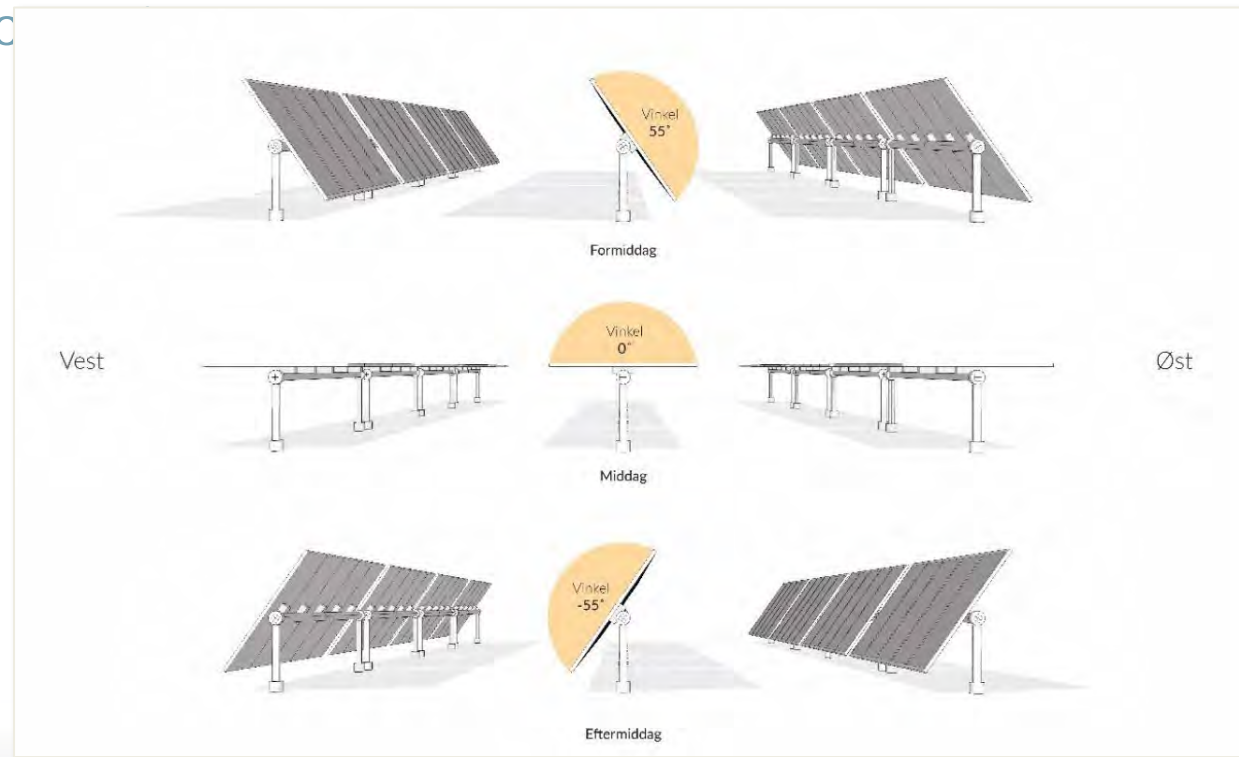 Vinkel
55°
Formiddag
Vest
Vinkel
0°
Øst
Middag
Vinkel
-55°
Eftermiddag